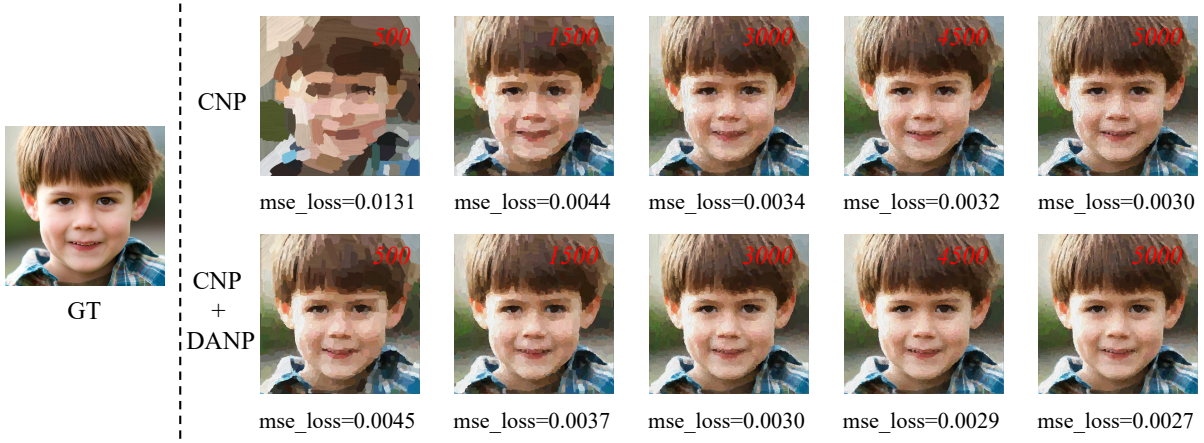 500 1500 3000 4500 5000
CNP
mse_loss=0.0131 mse_loss=0.0044 mse_loss=0.0034 mse_loss=0.0032 mse_loss=0.0030
500 1500 3000 4500 5000
CNP
+
DANP
GT
mse_loss=0.0045 mse_loss=0.0037 mse_loss=0.0030 mse_loss=0.0029 mse_loss=0.0027